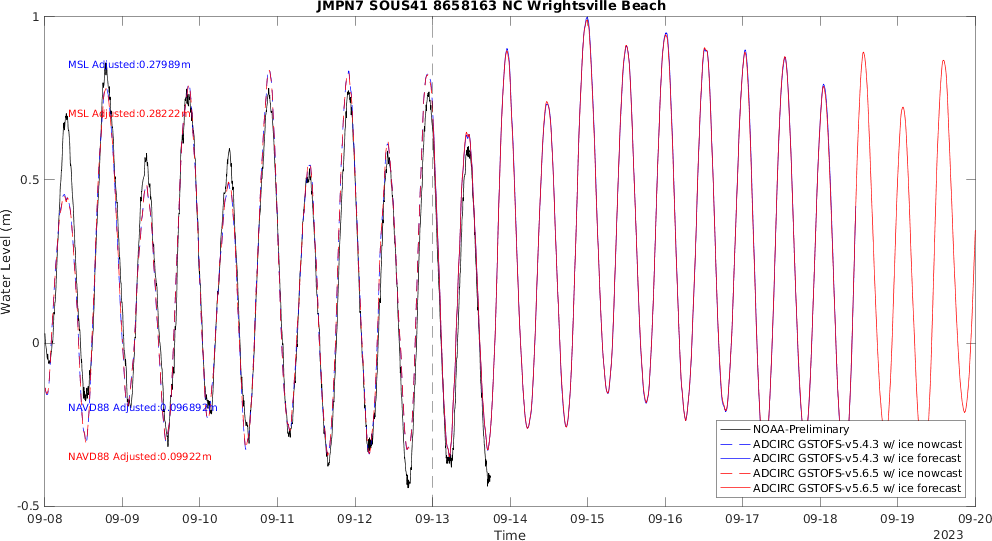 JMPN7 SOUS41 8658163 NC Wrightsville Beach
1
MSL Adjusted:0.27989m
MSL Adjusted:0.28222m
0.5
Water Level (m)
0
NAVD88 Adjusted:0.096892m
NAVD88 Adjusted:0.09922m
NOAA-Preliminary
ADCIRC GSTOFS-v5.4.3 w/ ice nowcast
ADCIRC GSTOFS-v5.4.3 w/ ice forecast
ADCIRC GSTOFS-v5.6.5 w/ ice nowcast
ADCIRC GSTOFS-v5.6.5 w/ ice forecast
-0.5
09-08 09-09 09-10 09-11 09-12 09-13 09-14 09-15 09-16 09-17 09-18 09-19 09-20
Time
2023